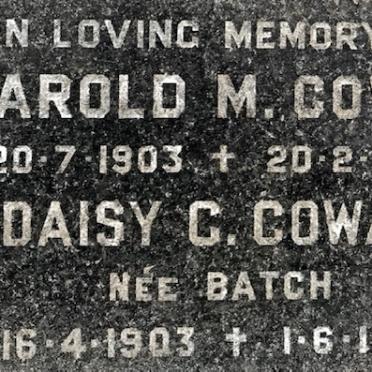 N LOVING MEMORY
AROLD M. CO
20·7·1903 ✝ 20·2·
DAISY C. COWA
NÉE BATCH
16·4·1903 ✝ 1·6·1